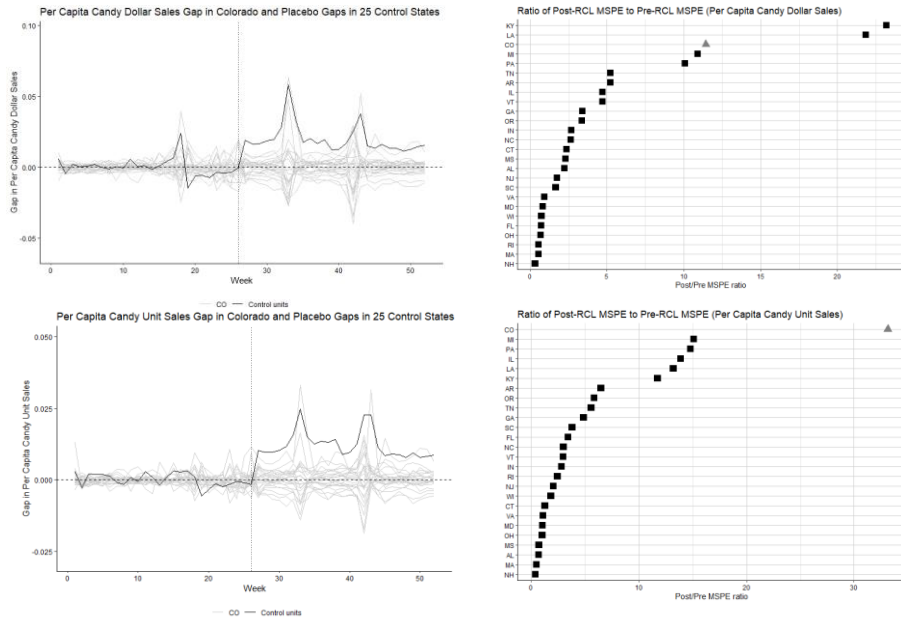 Per Capita Candy Dollar Sales Gap in Colorado and Placebo Gaps in 25 Control States
Gap in Per Capita Candy Dollar Sales
0.10
0.05
0.00
-0.05
0
10
20
30
40
50
Week
CO
Control units
Ratio of Post-RCL MSPE to Pre-RCL MSPE (Per Capita Candy Dollar Sales)
KY
LA
CO
MI
PA
TN
AR
IL
VT
GA
OR
IN
NC
CT
MS
AL
NJ
SC
VA
MD
WI
FL
OH
RI
MA
NH
0
5
10
15
20
Post/Pre MSPE ratio
Per Capita Candy Unit Sales Gap in Colorado and Placebo Gaps in 25 Control States
Gap in Per Capita Candy Unit Sales
0.050
0.025
0.000
-0.025
0
10
20
30
40
50
Week
CO
Control units
Ratio of Post-RCL MSPE to Pre-RCL MSPE (Per Capita Candy Unit Sales)
CO
MI
PA
IL
LA
KY
AR
OR
TN
GA
SC
FL
NC
VT
IN
RI
NJ
WI
CT
VA
MD
OH
MS
AL
MA
NH
0
10
20
30
Post/Pre MSPE ratio